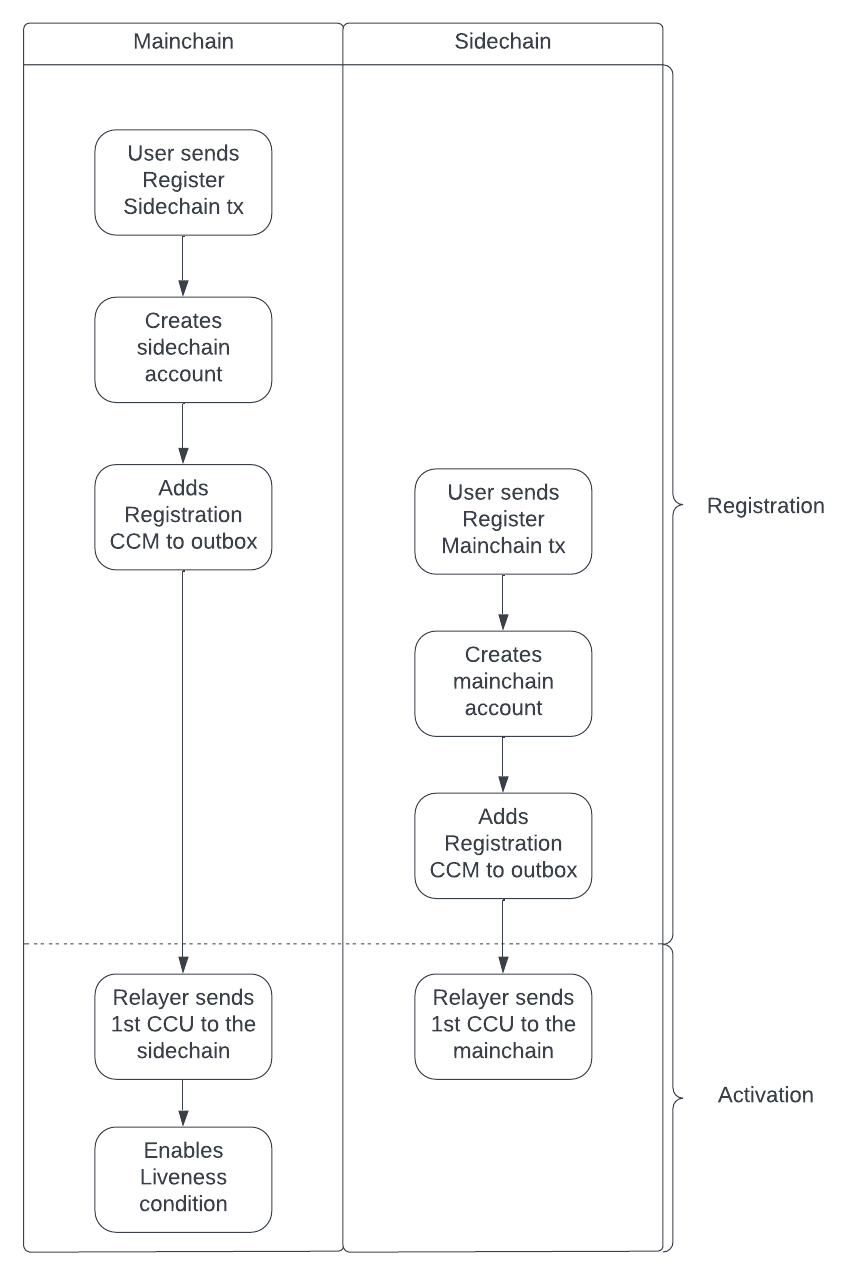 Mainchain
Sidechain
User sends
Register
Sidechain tx
Creates
sidechain
account
Adds
Registration
CCM to outbox
User sends
Register
Mainchain tx
Creates
mainchain
account
Adds
Registration
CCM to outbox
Registration
Relayer sends
1st CCU to the
sidechain
Relayer sends
1st CCU to the
mainchain
Enables
Liveness
condition
Activation